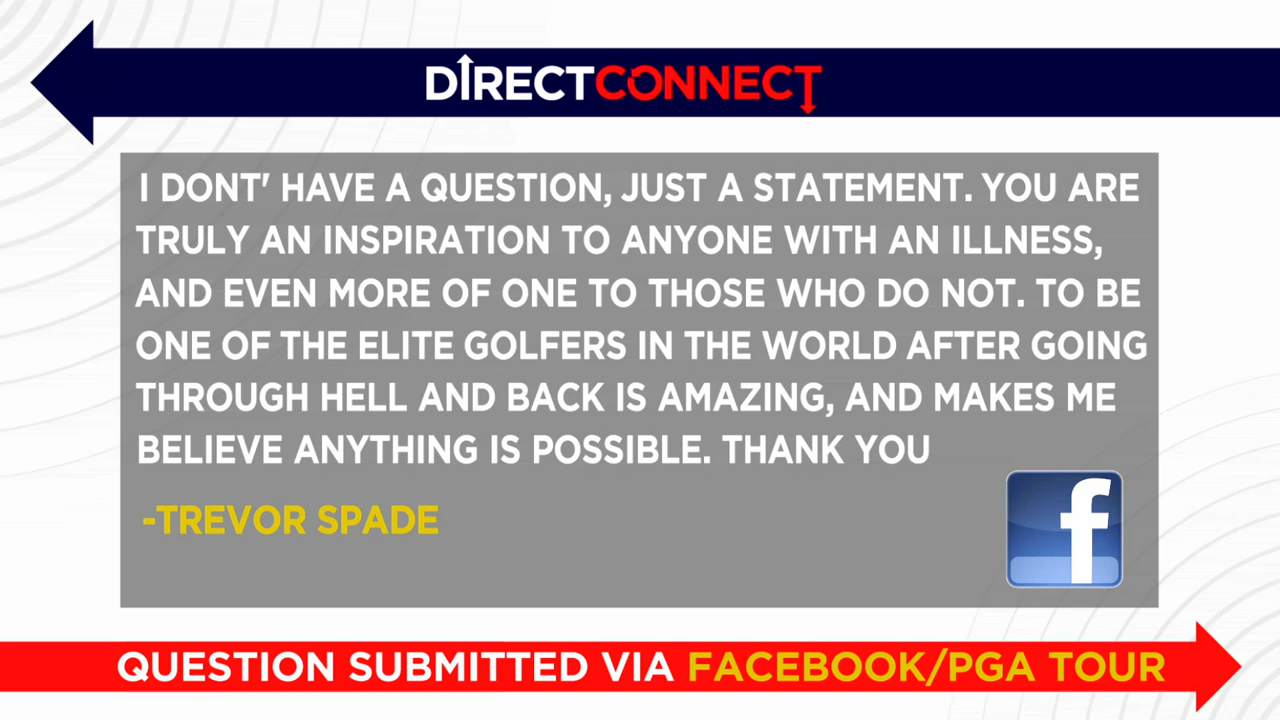 DIRECTCONNECT
I DONT' HAVE A QUESTION, JUST A STATEMENT. YOU ARE
TRULY AN INSPIRATION TO ANYONE WITH AN ILLNESS,
AND EVEN MORE OF ONE TO THOSE WHO DO NOT. TO BE
ONE OF THE ELITE GOLFERS IN THE WORLD AFTER GOING
THROUGH HELL AND BACK IS AMAZING, AND MAKES ME
BELIEVE ANYTHING IS POSSIBLE. THANK YOU
-TREVOR SPADE
f
QUESTION SUBMITTED VIA FACEBOOK/PGA TOUR